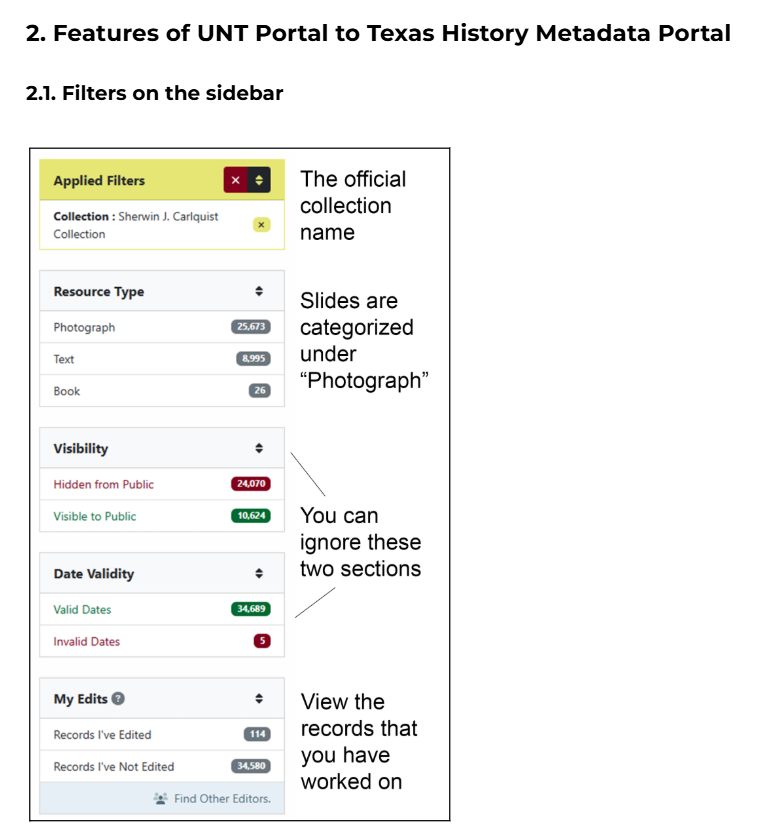 2. Features of UNT Portal to Texas History Metadata Portal
2.1. Filters on the sidebar
Applied Filters
Collection : Sherwin J. Carlquist
Collection
The official
collection
name
Resource Type
Photograph 25,673
Text 8,995
Book 26
Slides are
categorized
under
“Photograph”
Visibility
Hidden from Public 24,070
Visible to Public 10,624
You can
ignore these
two sections
Date Validity
Valid Dates 34,689
Invalid Dates 5
My Edits ?
Records I've Edited 114
Records I've Not Edited 34,580
Find Other Editors.
View the
records that
you have
worked on